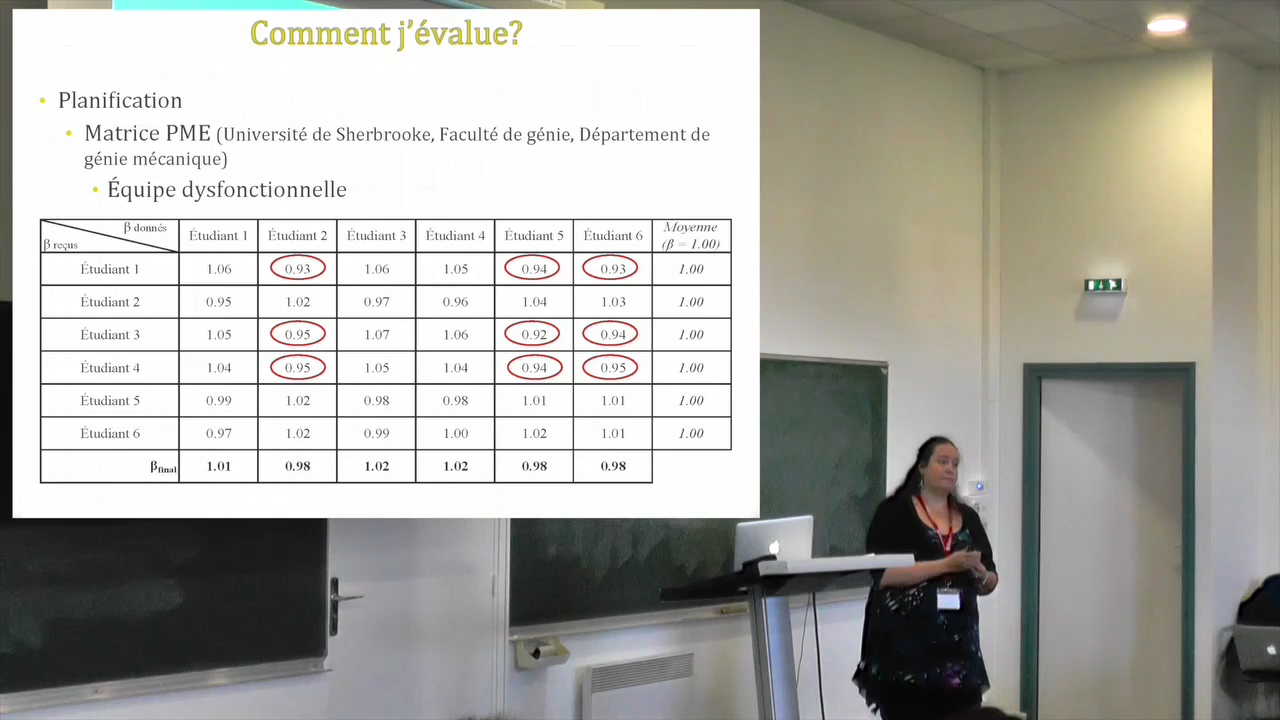 Comment j'évalue?
• Planification
• Matrice PME (Université de Sherbrooke, Faculté de génie, Département de
génie mécanique)
• Équipe dysfonctionnelle
β donnés
β reçus
Étudiant 1 Étudiant 2 Étudiant 3 Étudiant 4 Étudiant 5 Étudiant 6 Moyenne
(β = 1.00)
Étudiant 1 1.06 0.93 1.06 1.05 0.94 0.93 1.00
Étudiant 2 0.95 1.02 0.97 0.96 1.04 1.03 1.00
Étudiant 3 1.05 0.95 1.07 1.06 0.92 0.94 1.00
Étudiant 4 1.04 0.95 1.05 1.04 0.94 0.95 1.00
Étudiant 5 0.99 1.02 0.98 0.98 1.01 1.01 1.00
Étudiant 6 0.97 1.02 0.99 1.00 1.02 1.01 1.00
βfinal 1.01 0.98 1.02 1.02 0.98 0.98